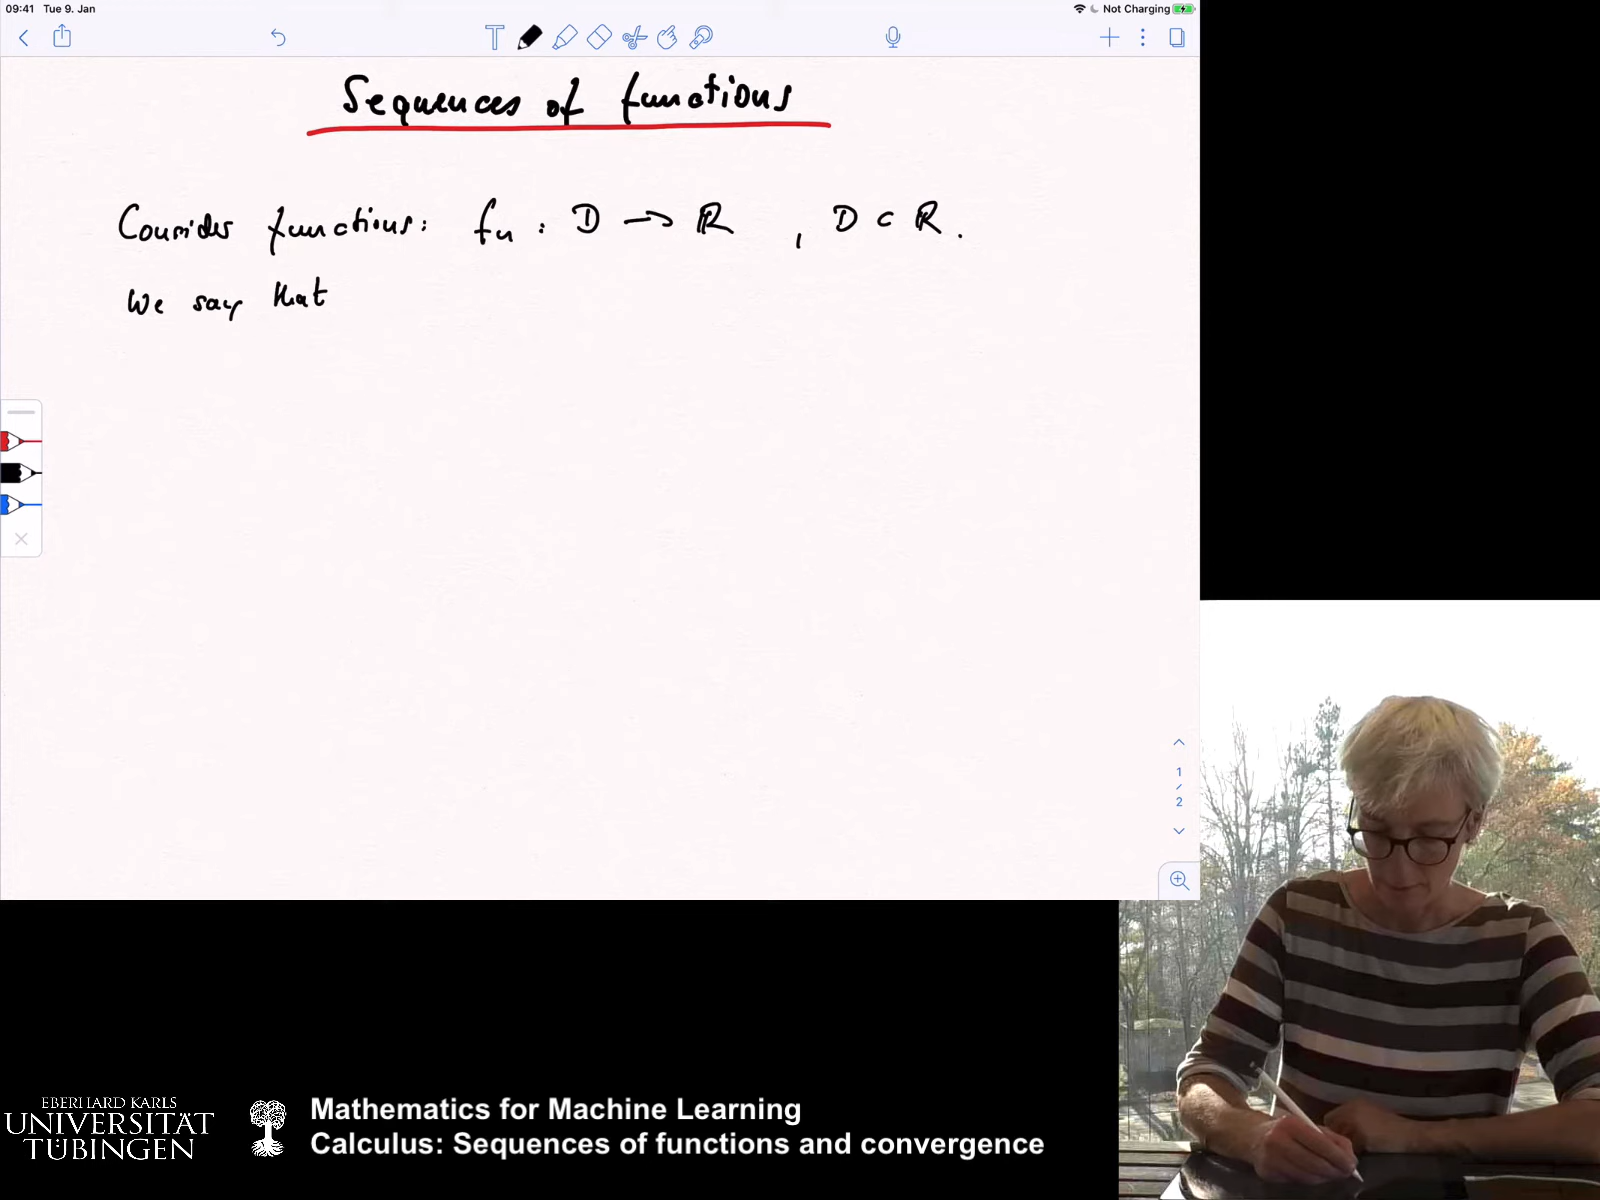 09:41 Tue 9. Jan
Not Charging
Sequences of functions
Consider functions: fn : D → ℝ , D ⊂ ℝ.
We say that
1
2
EBERHARD KARLS
UNIVERSITÄT
TÜBINGEN
Mathematics for Machine Learning
Calculus: Sequences of functions and convergence